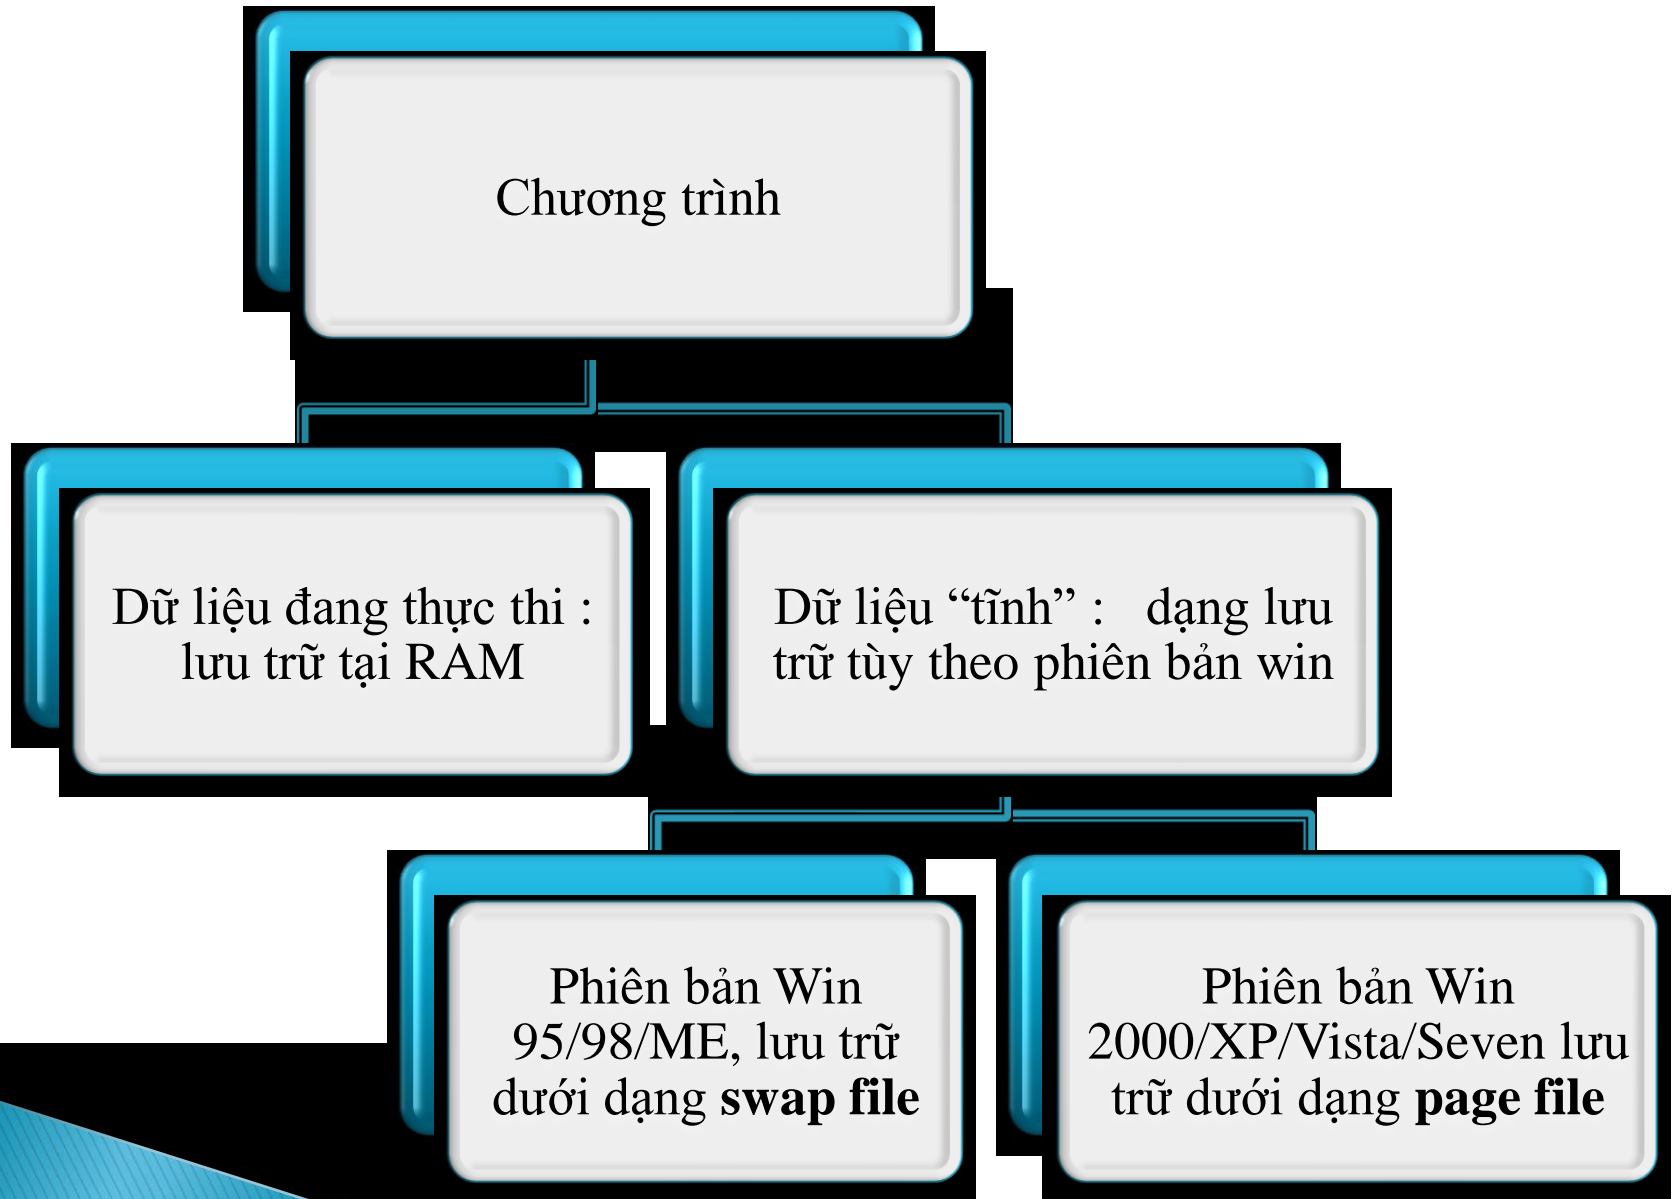 Chương trình
Dữ liệu đang thực thi :
lưu trữ tại RAM
Dữ liệu “tĩnh” :   dạng lưu
trữ tùy theo phiên bản win
Phiên bản Win
95/98/ME, lưu trữ
dưới dạng swap file
Phiên bản Win
2000/XP/Vista/Seven lưu
trữ dưới dạng page file